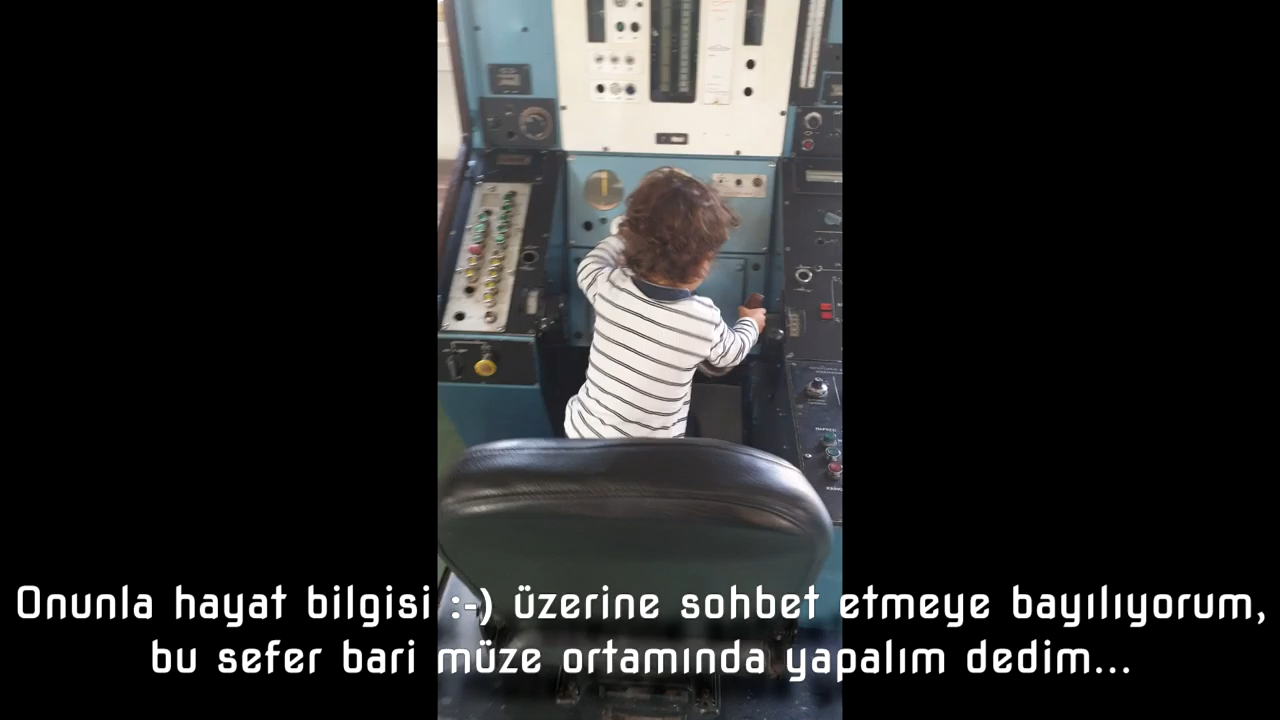 Onunla hayat bilgisi :-) üzerine sohbet etmeye bayılıyorum,
bu sefer bari müze ortamında yapalım dedim...